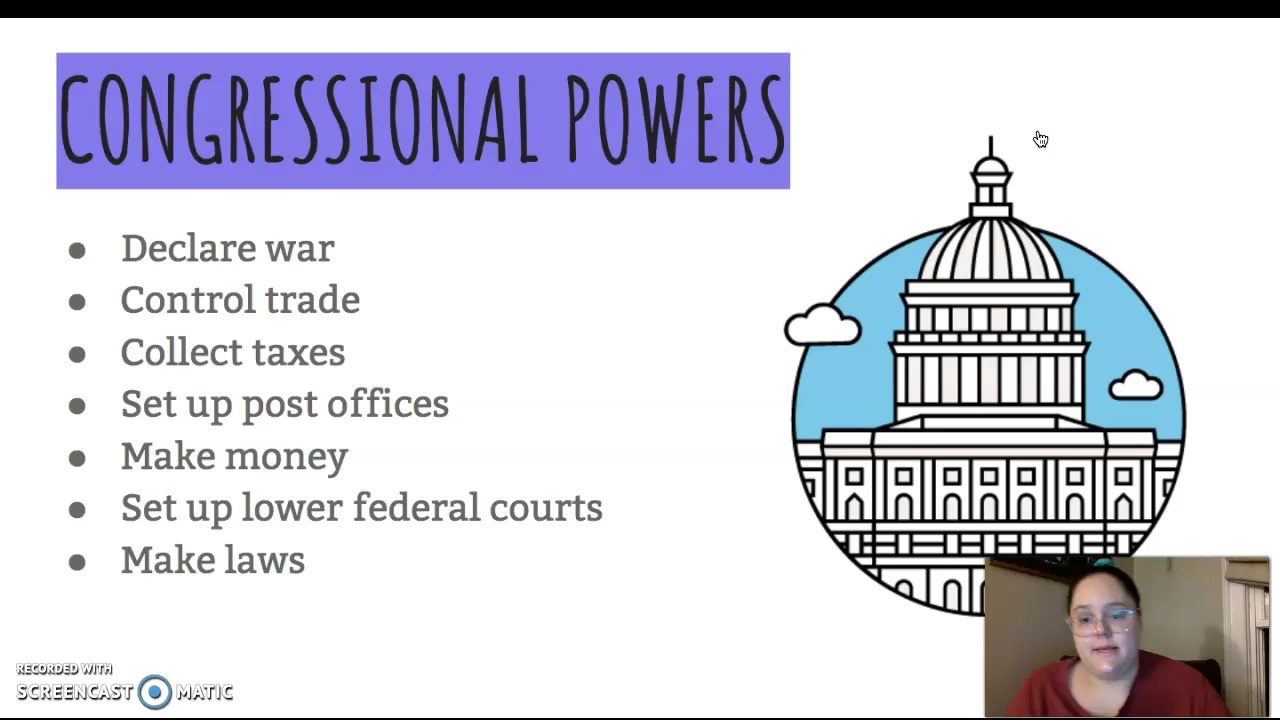 CONGRESSIONAL POWERS
● Declare war
● Control trade
● Collect taxes
● Set up post offices
● Make money
● Set up lower federal courts
● Make laws
RECORDED WITH
SCREENCAST MATIC